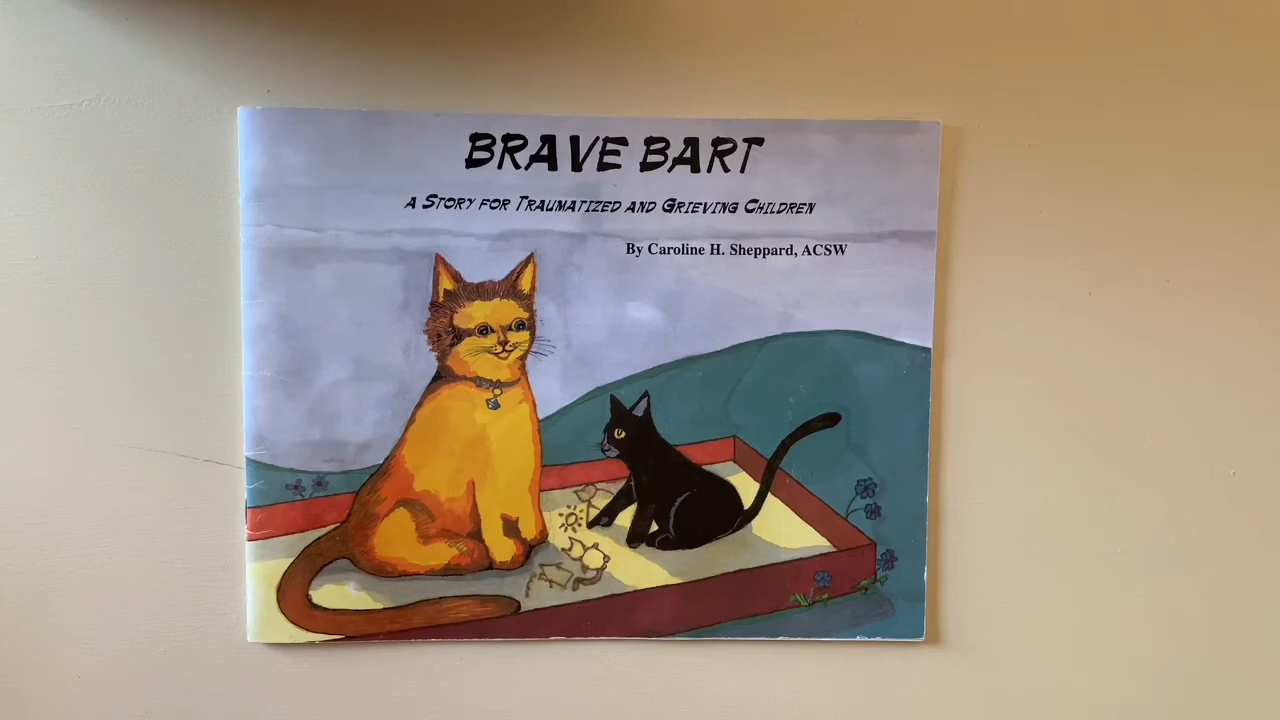 BRAVE BART
A STORY FOR TRAUMATIZED AND GRIEVING CHILDREN
By Caroline H. Sheppard, ACSW